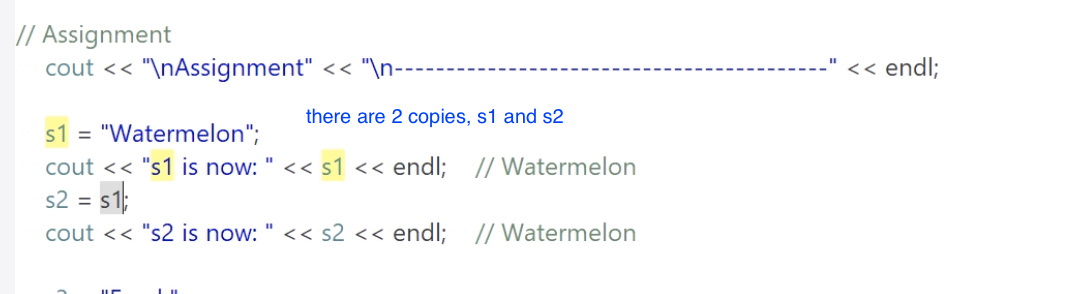 // Assignment
cout << "\nAssignment" << "\n------------------------------------------" << endl;
there are 2 copies, s1 and s2
s1 = "Watermelon";
cout << "s1 is now: " << s1 << endl; // Watermelon
s2 = s1;
cout << "s2 is now: " << s2 << endl; // Watermelon